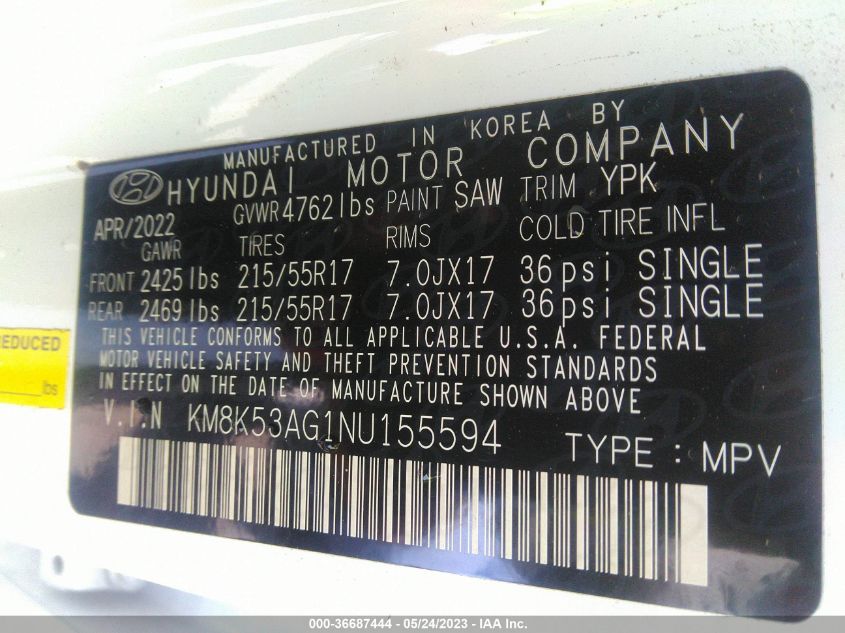 MANUFACTURED IN KOREA BY
HYUNDAI MOTOR COMPANY
APR/2022 GVWR 4762 lbs PAINT SAW TRIM YPK
GAWR TIRES RIMS COLD TIRE INFL
FRONT 2425 lbs 215/55R17 7.0JX17 36psi SINGLE
REAR 2469 lbs 215/55R17 7.0JX17 36psi SINGLE
THIS VEHICLE CONFORMS TO ALL APPLICABLE U.S.A. FEDERAL
MOTOR VEHICLE SAFETY AND THEFT PREVENTION STANDARDS
IN EFFECT ON THE DATE OF MANUFACTURE SHOWN ABOVE
V.I.N KM8K53AG1NU155594 TYPE : MPV
REDUCED
lbs
000-36687444 - 05/24/2023 - IAA Inc.